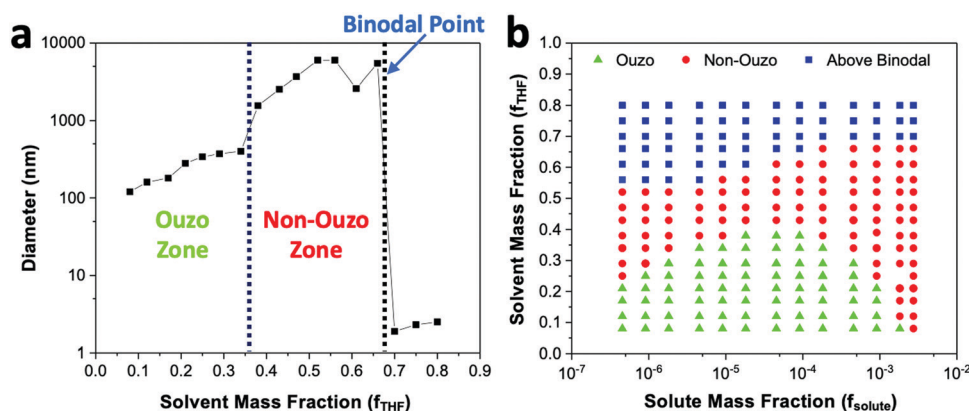 a
Binodal Point
10000
1000
100
10
1
Diameter (nm)
Ouzo
Zone
Non-Ouzo
Zone
0.0 0.1 0.2 0.3 0.4 0.5 0.6 0.7 0.8 0.9
Solvent Mass Fraction (fTHF)
b
Ouzo Non-Ouzo Above Binodal
1.0
0.9
0.8
0.7
0.6
0.5
0.4
0.3
0.2
0.1
0.0
Solvent Mass Fraction (fTHF)
10-7 10-6 10-5 10-4 10-3 10-2
Solute Mass Fraction (fsolute)